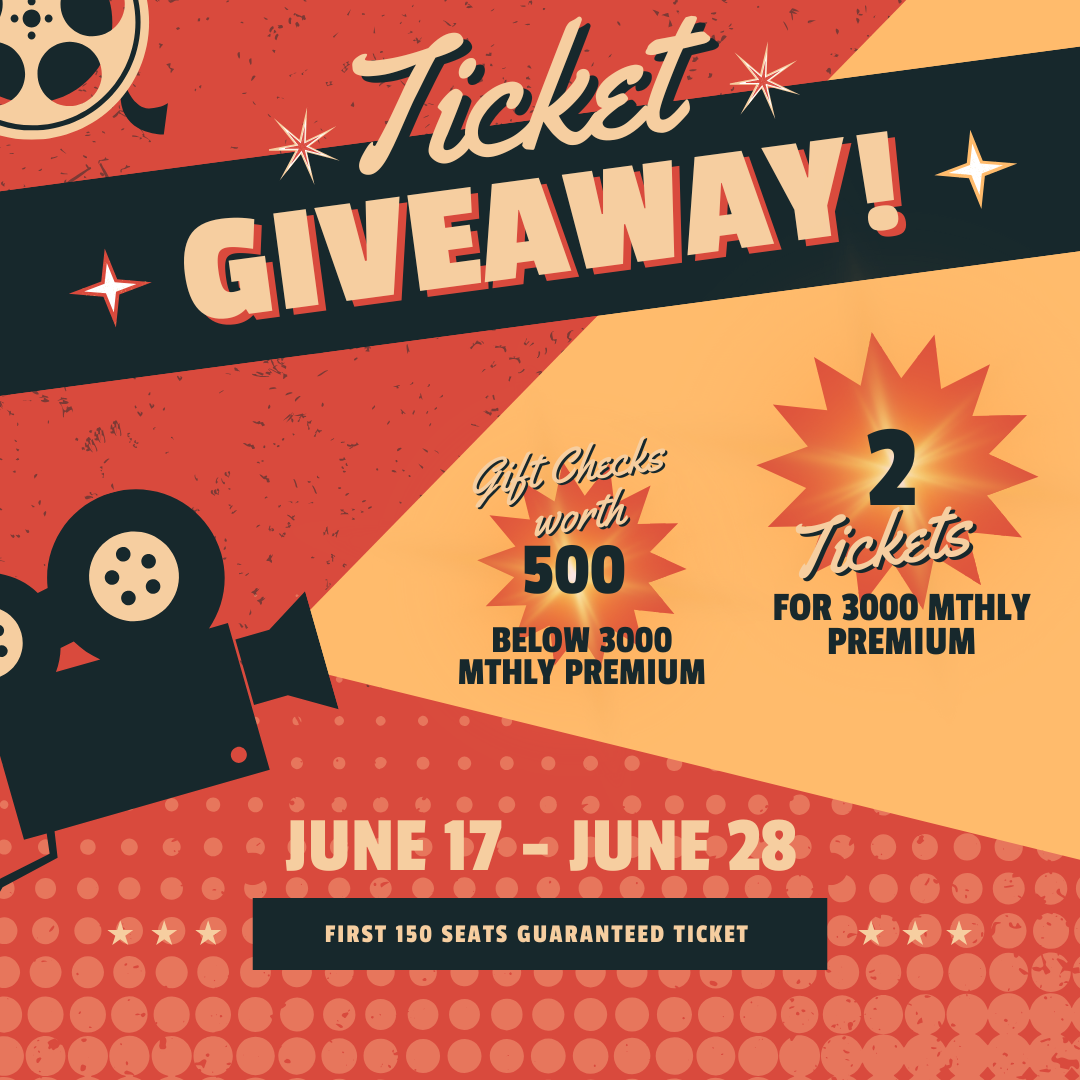 Ticket
GIVEAWAY!
Gift Checks
worth
500
BELOW 3000
MTHLY PREMIUM
2
Tickets
FOR 3000 MTHLY
PREMIUM
JUNE 17 - JUNE 28
FIRST 150 SEATS GUARANTEED TICKET